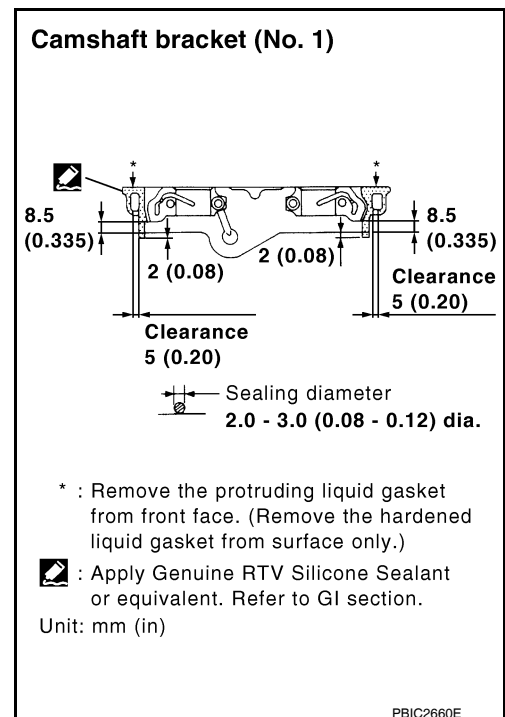 Camshaft bracket (No. 1)
*
*
8.5
(0.335)
2 (0.08)
2 (0.08)
8.5
(0.335)
Clearance
5 (0.20)
Clearance
5 (0.20)
Sealing diameter
2.0 - 3.0 (0.08 - 0.12) dia.
* : Remove the protruding liquid gasket
from front face. (Remove the hardened
liquid gasket from surface only.)
: Apply Genuine RTV Silicone Sealant
or equivalent. Refer to GI section.
Unit: mm (in)
PBIC2660E